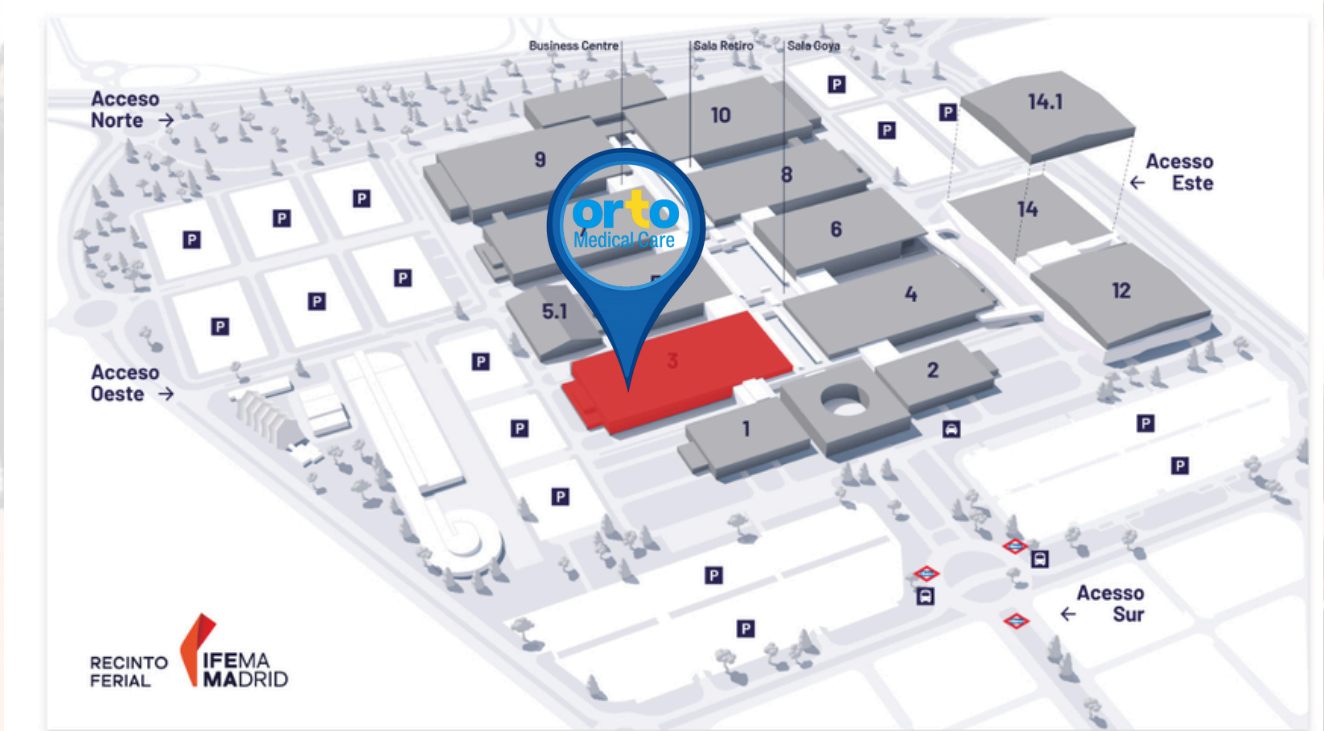 Business Centre
Sala Retiro
Sala Goya
P
Acceso
Norte →
14.1
10
P
P
9
Acesso
← Este
8
P
orto
Medical Care
14
P
P
7
6
P
12
4
P
5.1
P
P
3
2
Acceso
Oeste →
P
1
P
P
P
P
P
P
Acesso
← Sur
P
RECINTO
FERIAL
IFEMA
MADRID